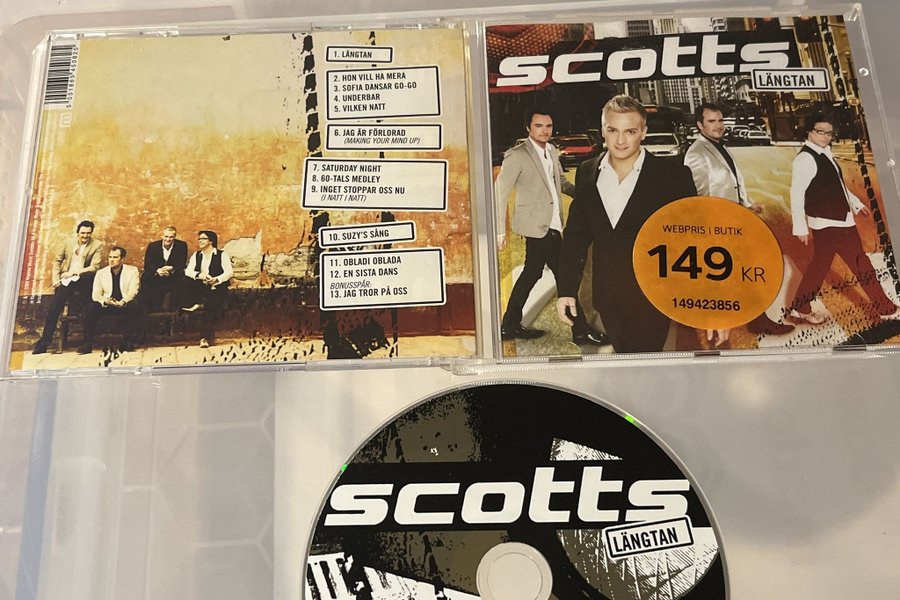 1. LÄNGTAN
2. HON VILL HA MERA
3. SOFIA DANSAR GO-GO
4. UNDERBAR
5. VILKEN NATT
6. JAG ÄR FÖRLORAD
(MAKING YOUR MIND UP)
7. SATURDAY NIGHT
8. 60-TALS MEDLEY
9. INGET STOPPAR OSS NU
(I NATT I NATT)
10. SUZY'S SÅNG
11. OBLADI OBLADA
12. EN SISTA DANS
BONUSSPÅR:
13. JAG TROR PÅ OSS
scotts
LÄNGTAN
WEBPRIS i BUTIK
149 KR
149423856
scotts
LÄNGTAN